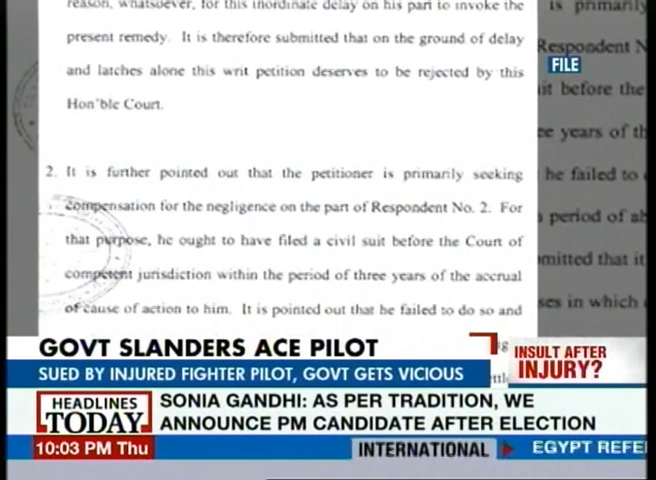 reason, whatsoever, for this inordinate delay on his part to invoke the
present remedy. It is therefore submitted that on the ground of delay
and latches alone this writ petition deserves to be rejected by this
Hon'ble Court.
2. It is further pointed out that the petitioner is primarily seeking
compensation for the negligence on the part of Respondent No. 2. For
that purpose, he ought to have filed a civil suit before the Court of
competent jurisdiction within the period of three years of the accrual
of cause of action to him. It is pointed out that he failed to do so and
is primarily
Respondent N
FILE
it before the
ee years of th
he failed to
a period of ab
omitted that it
ses in which
GOVT SLANDERS ACE PILOT
SUED BY INJURED FIGHTER PILOT, GOVT GETS VICIOUS
INSULT AFTER
INJURY?
HEADLINES
TODAY
SONIA GANDHI: AS PER TRADITION, WE
ANNOUNCE PM CANDIDATE AFTER ELECTION
10:03 PM Thu
INTERNATIONAL
EGYPT REFE